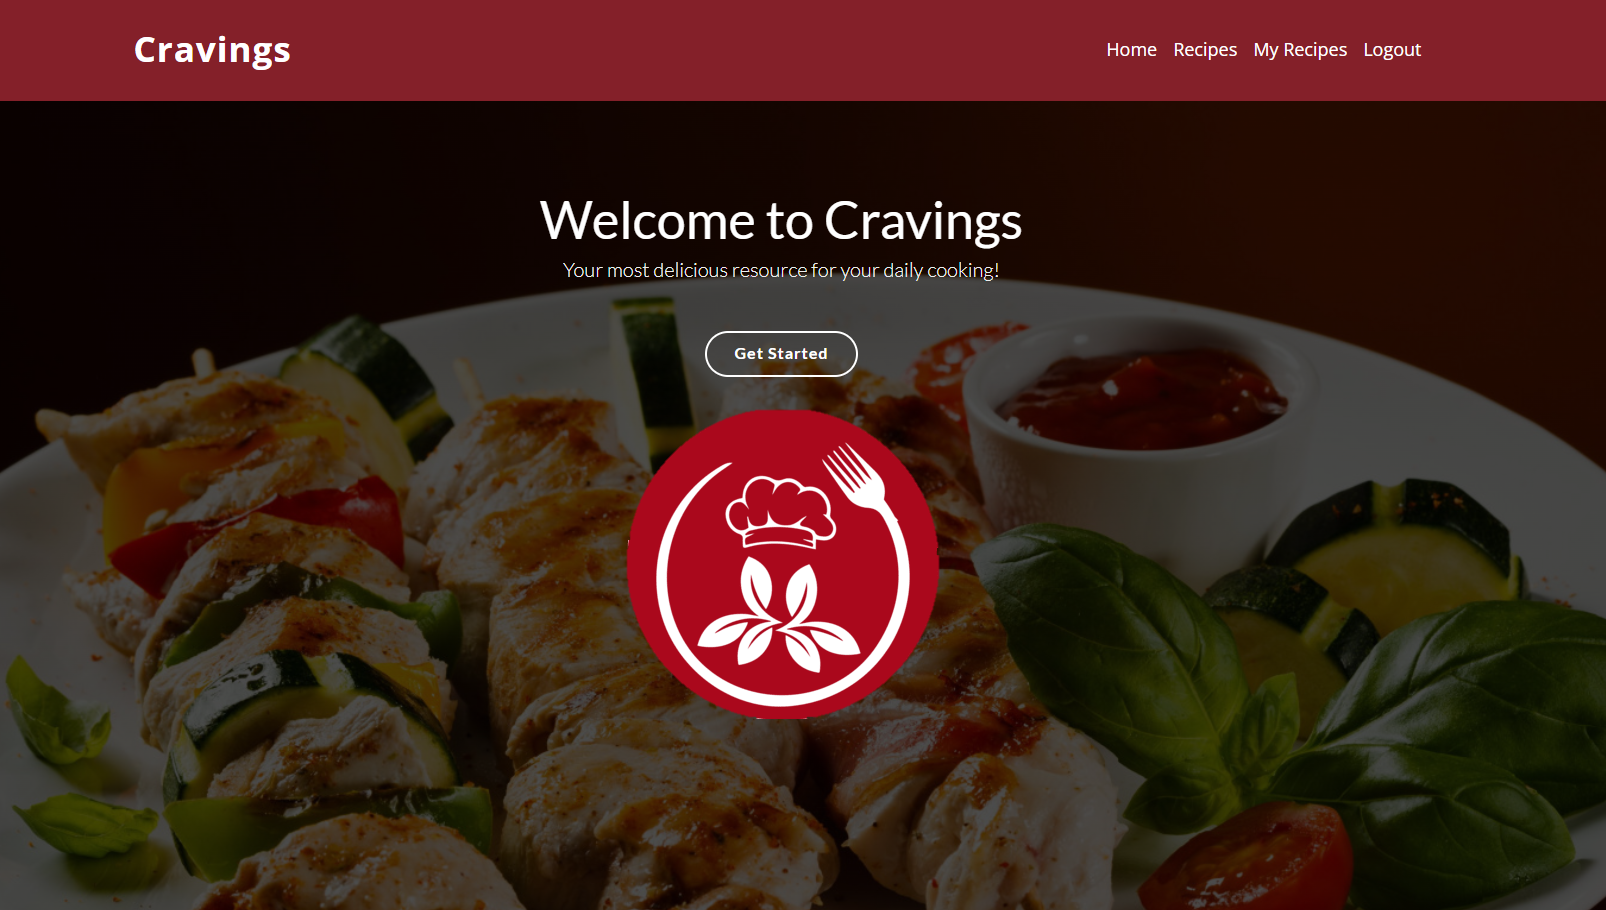 Cravings
Home Recipes My Recipes Logout
Welcome to Cravings
Your most delicious resource for your daily cooking!
Get Started